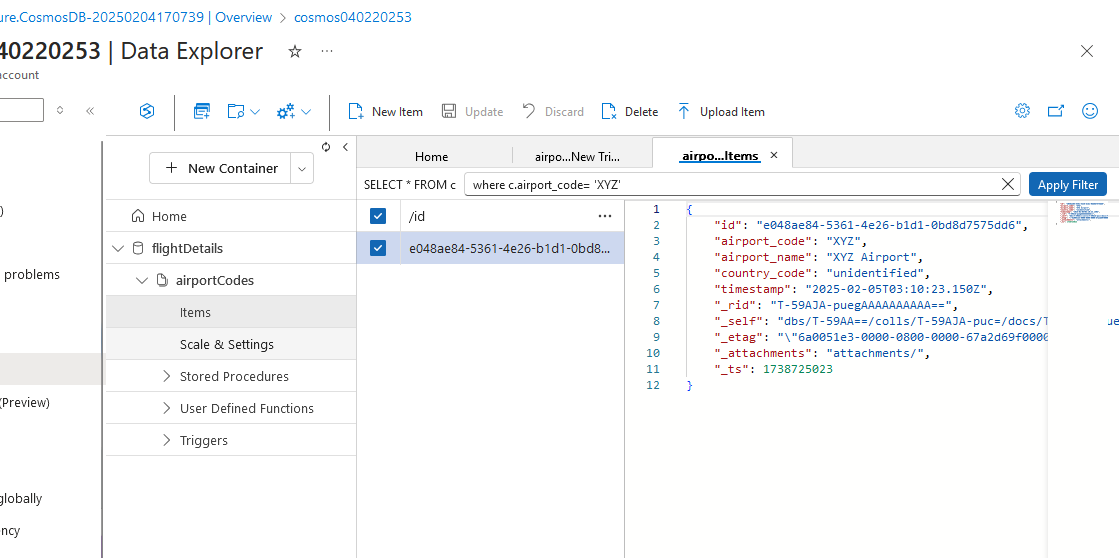 ure.CosmosDB-20250204170739 | Overview > cosmos040220253
40220253 | Data Explorer
account
New Item Update Discard Delete Upload Item
New Container
Home airpo...New Tri... airpo...Items
SELECT * FROM c where c.airport_code= 'XYZ' Apply Filter
Home
flightDetails
airportCodes
Items
Scale & Settings
Stored Procedures
User Defined Functions
Triggers
)
problems
(Preview)
globally
ency
/id ...
e048ae84-5361-4e26-b1d1-0bd8...
1 {
2 "id": "e048ae84-5361-4e26-b1d1-0bd8d7575dd6",
3 "airport_code": "XYZ",
4 "airport_name": "XYZ Airport",
5 "country_code": "unidentified",
6 "timestamp": "2025-02-05T03:10:23.150Z",
7 "_rid": "T-59AJA-puegAAAAAAAAAA==",
8 "_self": "dbs/T-59AA==/colls/T-59AJA-puc=/docs/T ue
9 "_etag": "\"6a0051e3-0000-0800-0000-67a2d69f0000
10 "_attachments": "attachments/",
11 "_ts": 1738725023
12 }